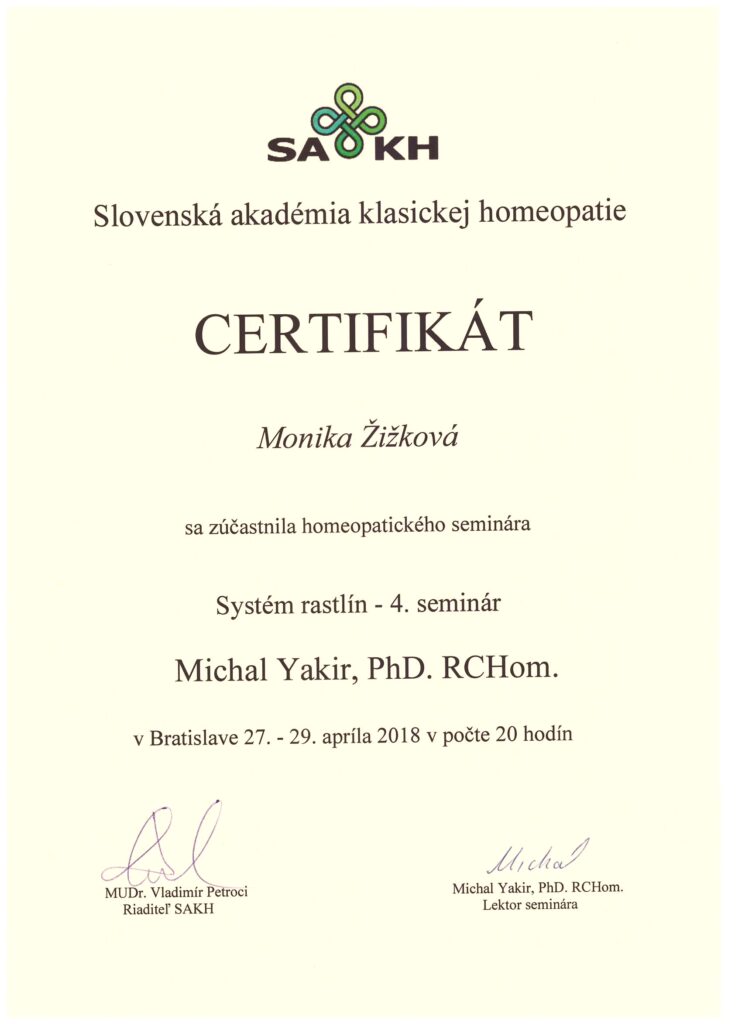 SAKH
Slovenská akadémia klasickej homeopatie
CERTIFIKÁT
Monika Žižková
sa zúčastnila homeopatického seminára
Systém rastlín - 4. seminár
Michal Yakir, PhD. RCHom.
v Bratislave 27. - 29. apríla 2018 v počte 20 hodín
Michal
MUDr. Vladimír Petroci
Riaditeľ SAKH
Michal Yakir, PhD. RCHom.
Lektor seminára